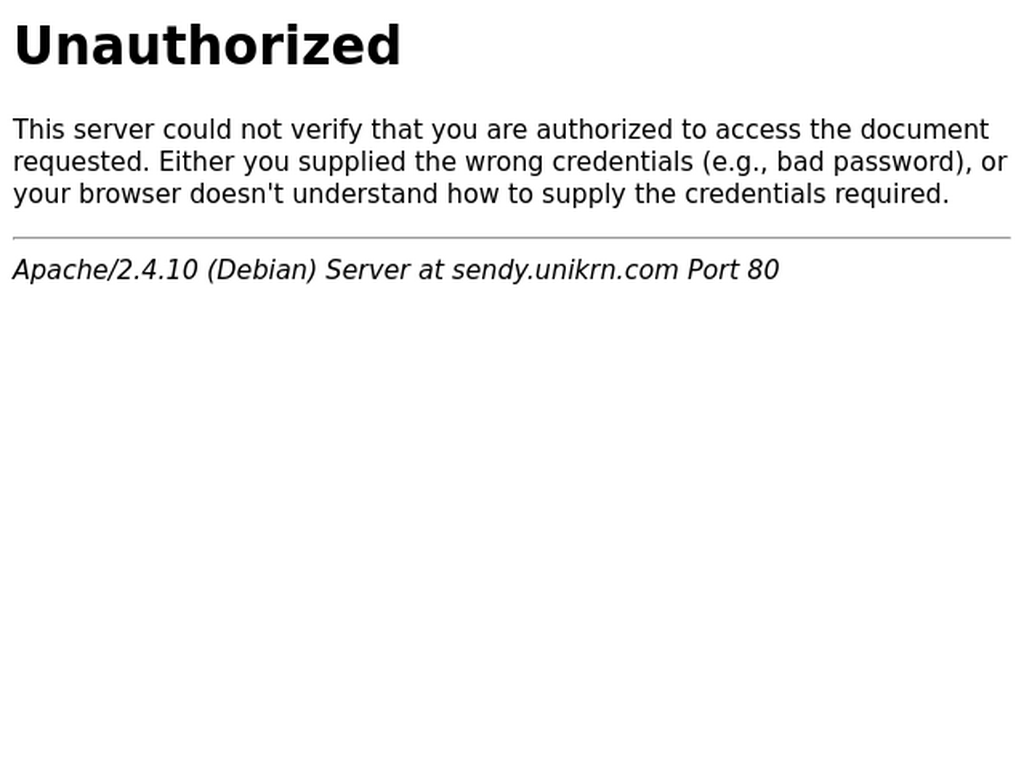 Unauthorized
This server could not verify that you are authorized to access the document
requested. Either you supplied the wrong credentials (e.g., bad password), or
your browser doesn't understand how to supply the credentials required.
Apache/2.4.10 (Debian) Server at sendy.unikrn.com Port 80